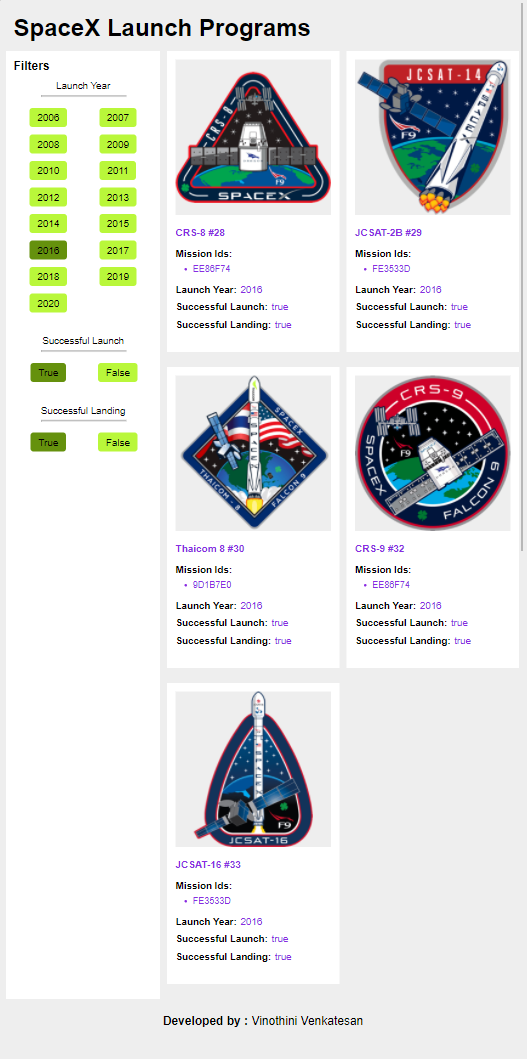 SpaceX Launch Programs
Filters
Launch Year
2006 2007
2008 2009
2010 2011
2012 2013
2014 2015
2016 2017
2018 2019
2020
Successful Launch
True False
Successful Landing
True False
CRS-8
F9
SPACEX
CRS-8 #28
Mission Ids:
• EE86F74
Launch Year: 2016
Successful Launch: true
Successful Landing: true
JCSAT-14
SPACEX
F9
JCSAT-2B #29
Mission Ids:
• FE3533D
Launch Year: 2016
Successful Launch: true
Successful Landing: true
SPACEX
SPACEX
THAICOM - 8
FALCON 9
Thaicom 8 #30
Mission Ids:
• 9D1B7E0
Launch Year: 2016
Successful Launch: true
Successful Landing: true
CRS-9
F9
SPACEX
FALCON 9
CRS-9 #32
Mission Ids:
• EE86F74
Launch Year: 2016
Successful Launch: true
Successful Landing: true
SPACEX
F9
JCSAT-16
JCSAT-16 #33
Mission Ids:
• FE3533D
Launch Year: 2016
Successful Launch: true
Successful Landing: true
Developed by : Vinothini Venkatesan